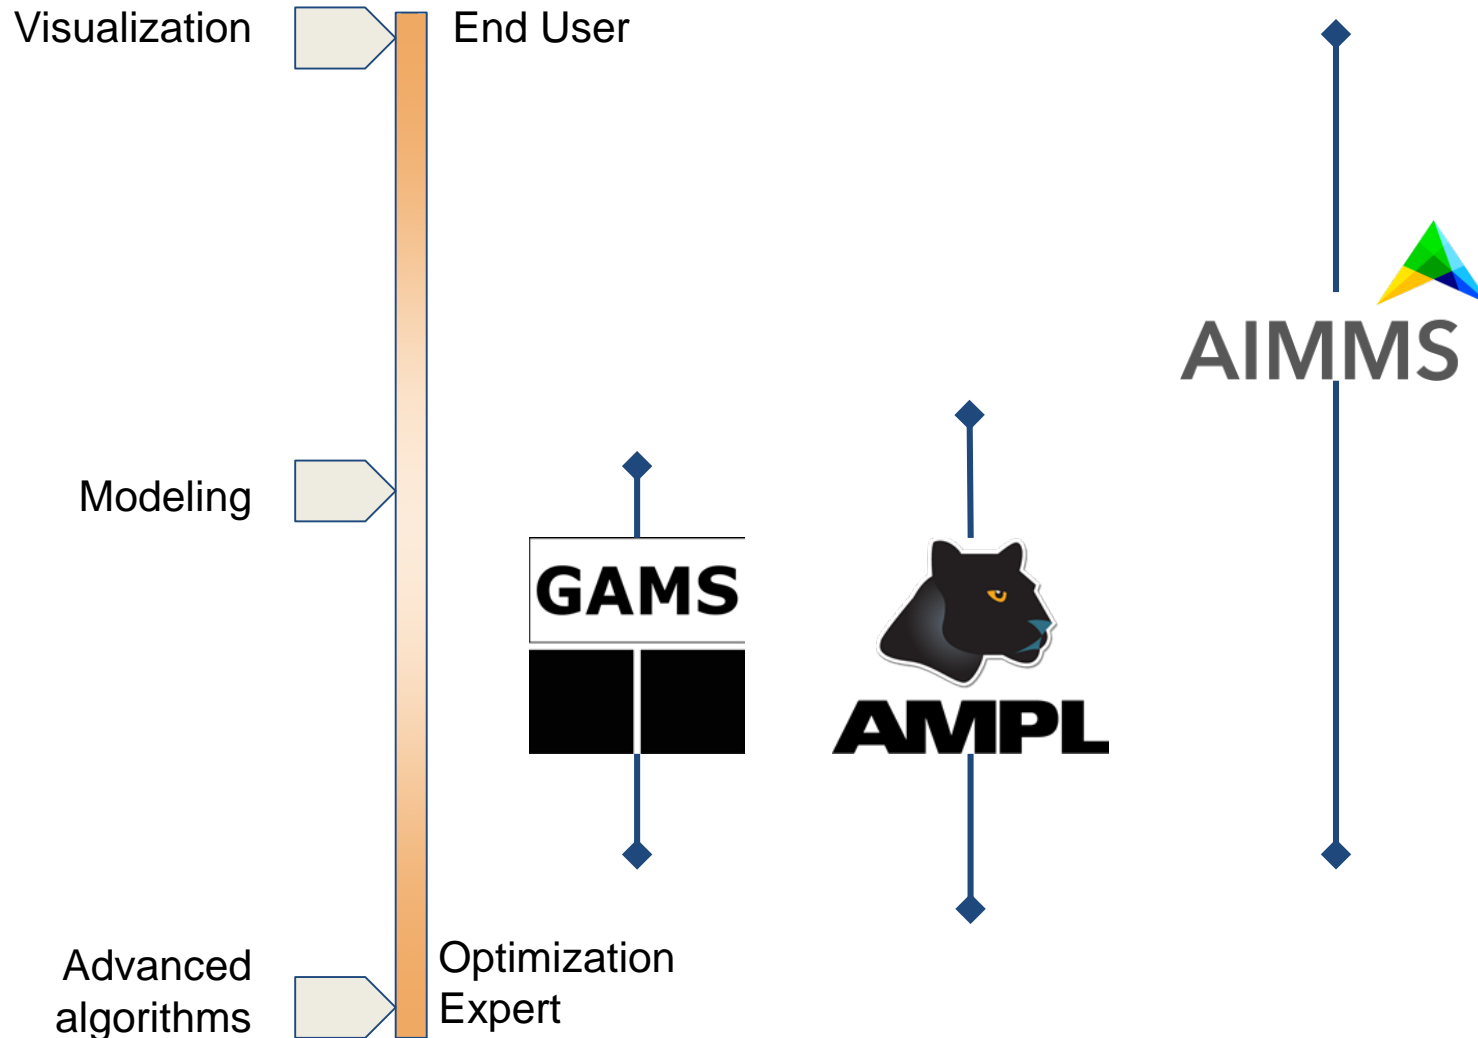 Visualization
End User
AIMMS
Modeling
GAMS
AMPL
Advanced
algorithms
Optimization
Expert